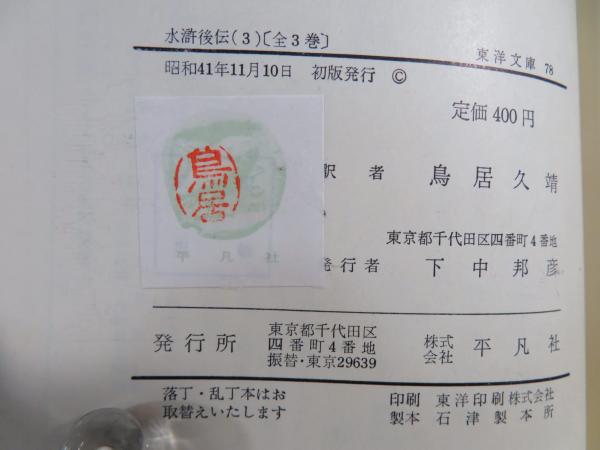 水滸後伝(3)〔全3巻〕
東洋文庫 78
昭和41年11月10日 初版発行 ©
定価 400円
訳者 鳥居久靖
鳥居
平凡社
東京都千代田区四番町4番地
発行者 下中邦彦
発行所 東京都千代田区
四番町4番地
振替・東京29639
株式会社 平凡社
落丁・乱丁本はお
取替えいたします
印刷 東洋印刷株式会社
製本 石津製本所